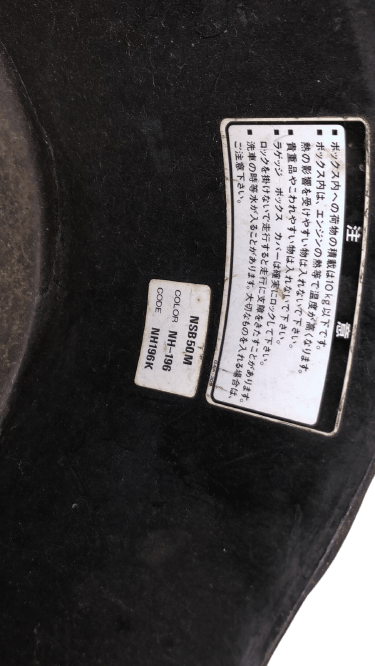 注意
■ ボックス内への荷物の積載は10kg以下です。
■ ボックス内は、エンジンの熱等で温度が高くなります。
熱の影響を受けやすい物は入れないで下さい。
■ 貴重品やこわれやすい物は入れないで下さい。
■ ラゲッジ ボックス カバーは確実にロックして下さい。
ロックを掛けないで走行すると走行に支障をきたすことがあります。
■ 洗車の時等水が入ることがあります。大切なものを入れる場合は、
ご注意下さい。
NSB50M
COLOR NH-196
CODE NH196K